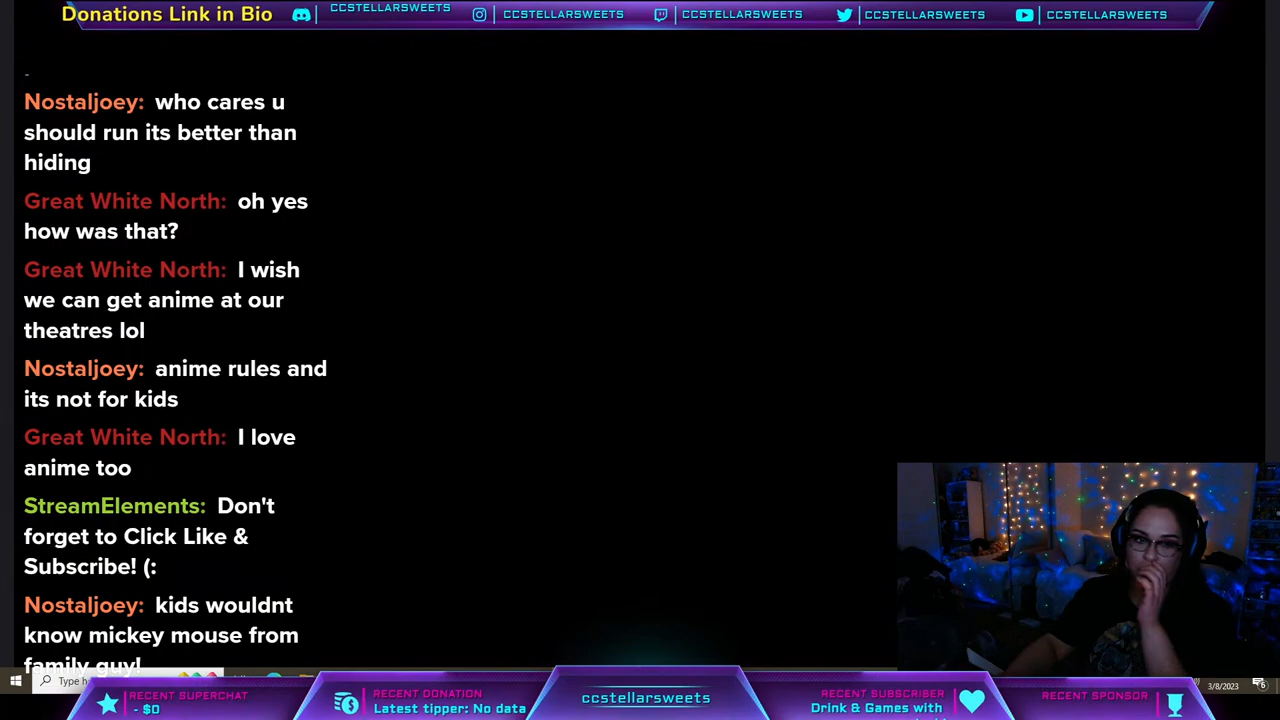 Donations Link in Bio
CCSTELLARSWEETS
CCSTELLARSWEETS
CCSTELLARSWEETS
CCSTELLARSWEETS
CCSTELLARSWEETS
Nostaljoey: who cares u
should run its better than
hiding
Great White North: oh yes
how was that?
Great White North: I wish
we can get anime at our
theatres lol
Nostaljoey: anime rules and
its not for kids
Great White North: I love
anime too
StreamElements: Don't
forget to Click Like &
Subscribe! (:
Nostaljoey: kids wouldnt
know mickey mouse from
family guy!
Type he
3/8/2023
RECENT SUPERCHAT
- $0
RECENT DONATION
Latest tipper: No data
ccstellarsweets
RECENT SUBSCRIBER
Drink & Games with
RECENT SPONSOR